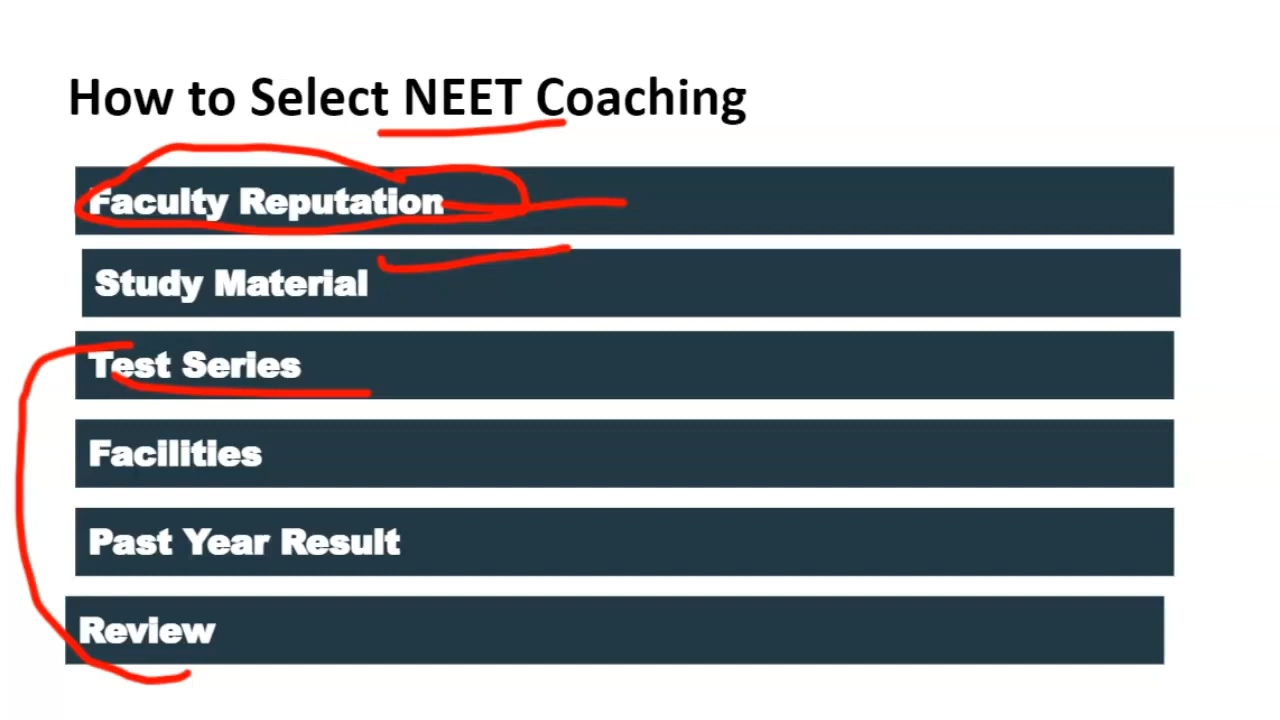 How to Select NEET Coaching
Faculty Reputation
Study Material
Test Series
Facilities
Past Year Result
Review